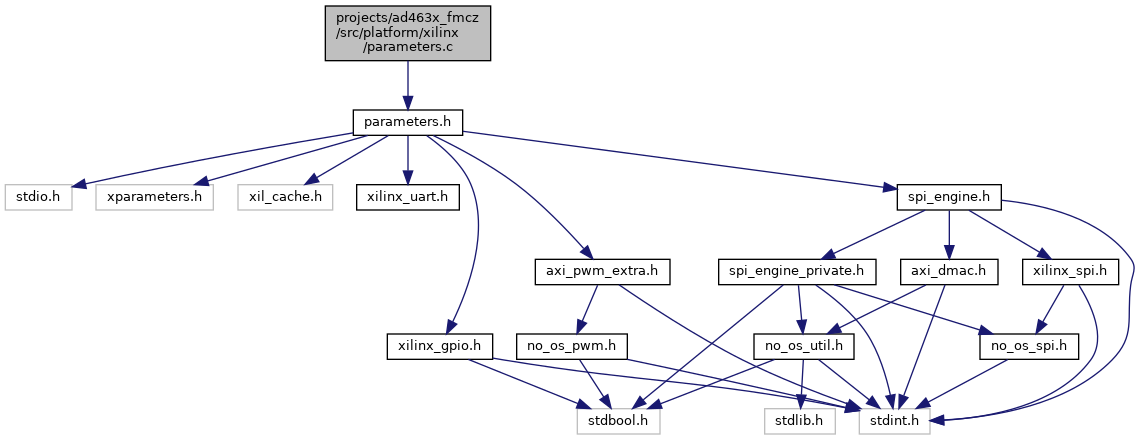 projects/ad463x_fmcz
/src/platform/xilinx
/parameters.c
parameters.h
stdio.h
xparameters.h
xil_cache.h
xilinx_uart.h
spi_engine.h
axi_pwm_extra.h
spi_engine_private.h
axi_dmac.h
xilinx_spi.h
xilinx_gpio.h
no_os_pwm.h
no_os_util.h
no_os_spi.h
stdbool.h
stdlib.h
stdint.h